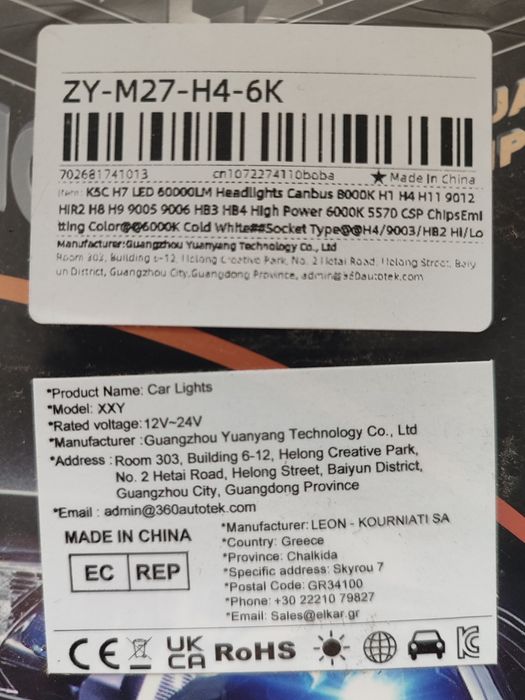 ZY-M27-H4-6K
702681741013 cn1072274110boba ★ Made In China
Item: K5C H7 LED 60000LM Headlights Canbus 8000K H1 H4 H11 9012
HIR2 H8 H9 9005 9006 HB3 HB4 High Power 6000K 5570 CSP ChipsEmi
tting Color@@6000K Cold White##Socket Type@@H4/9003/HB2 Hi/Lo
Manufacturer:Guangzhou Yuanyang Technology Co., Ltd
Room 303, Building 6-12, Helong Creative Park, No. 2 Hetai Road, Helong Street, Baiy
un District, Guangzhou City,Guangdong Province, admin@360autotek.com
*Product Name: Car Lights
*Model: XXY
*Rated voltage: 12V~24V
*Manufacturer :Guangzhou Yuanyang Technology Co., Ltd
*Address : Room 303, Building 6-12, Helong Creative Park,
No. 2 Hetai Road, Helong Street, Baiyun District,
Guangzhou City, Guangdong Province
*Email : admin@360autotek.com
MADE IN CHINA
EC REP
*Manufacturer: LEON - KOURNIATI SA
*Country: Greece
*Province: Chalkida
*Specific address: Skyrou 7
*Postal Code: GR34100
*Phone: +30 22210 79827
*Email: Sales@elkar.gr
CE UK CA RoHS KC